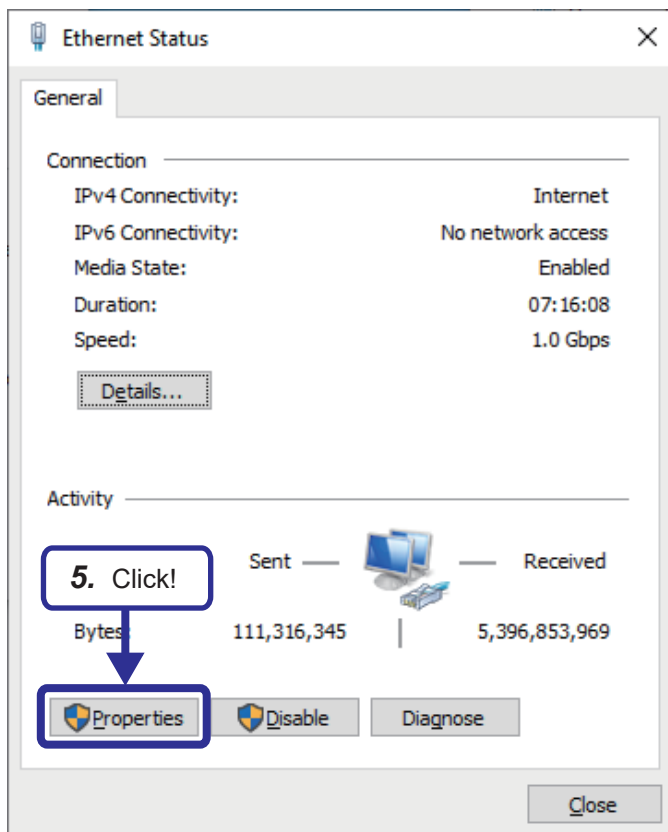 Ethernet Status
General
Connection
IPv4 Connectivity: Internet
IPv6 Connectivity: No network access
Media State: Enabled
Duration: 07:16:08
Speed: 1.0 Gbps
Details...
Activity
5. Click!
Sent Received
Bytes: 111,316,345 5,396,853,969
Properties Disable Diagnose
Close